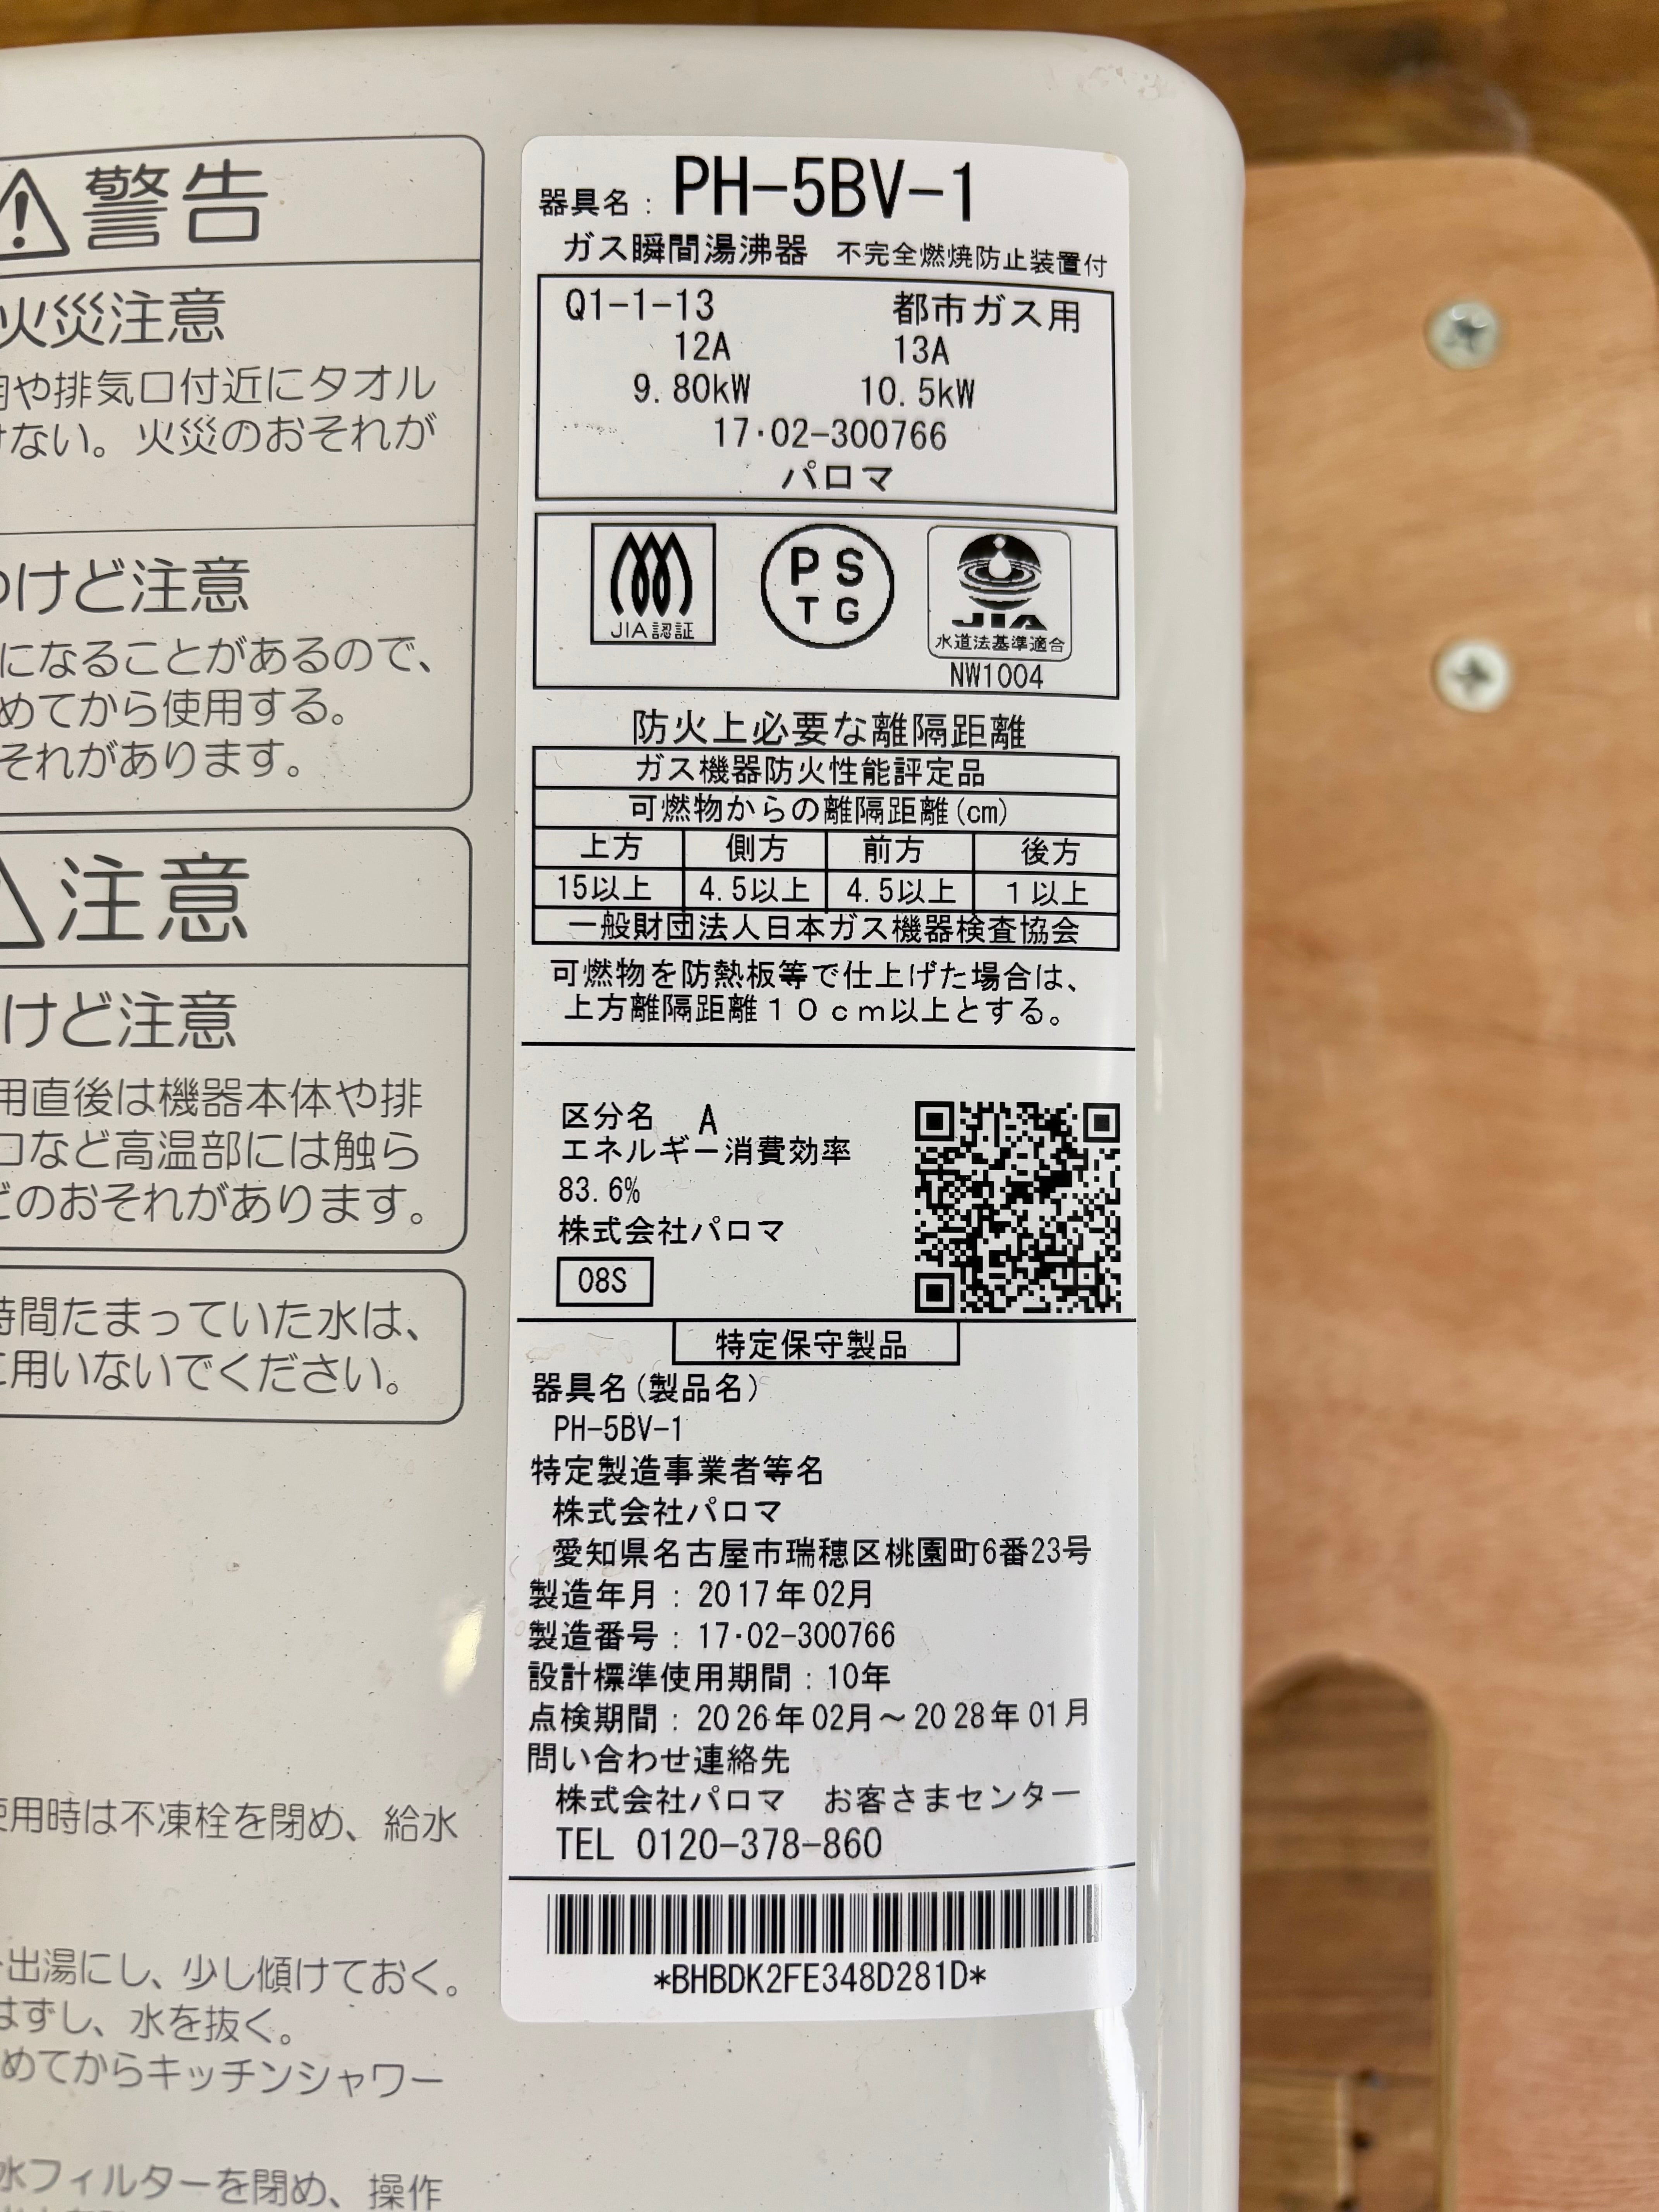 警告
火災注意
や排気口付近にタオル
ない。火災のおそれが
けど注意
になることがあるので、
めてから使用する。
それがあります。
注意
けど注意
用直後は機器本体や排
口など高温部には触ら
どのおそれがあります。
時間たまっていた水は、
に用いないでください。
使用時は不凍栓を閉め、給水
出湯にし、少し傾けておく。
はずし、水を抜く。
めてからキッチンシャワー
水フィルターを閉め、操作
器具名：PH-5BV-1
ガス瞬間湯沸器 不完全燃焼防止装置付
Q1-1-13 都市ガス用
12A 13A
9.80kW 10.5kW
17·02-300766
パロマ
JIA認証
PS
TG
JIA
水道法基準適合
NW1004
防火上必要な離隔距離
ガス機器防火性能評定品
可燃物からの離隔距離(cm)
上方 側方 前方 後方
15以上 4.5以上 4.5以上 1以上
一般財団法人日本ガス機器検査協会
可燃物を防熱板等で仕上げた場合は、
上方離隔距離10cm以上とする。
区分名 A
エネルギー消費効率
83.6%
株式会社パロマ
08S
特定保守製品
器具名(製品名)
PH-5BV-1
特定製造事業者等名
株式会社パロマ
愛知県名古屋市瑞穂区桃園町6番23号
製造年月：2017年02月
製造番号：17·02-300766
設計標準使用期間：10年
点検期間：2026年02月～2028年01月
問い合わせ連絡先
株式会社パロマ お客さまセンター
TEL 0120-378-860
*BHBDK2FE348D281D*